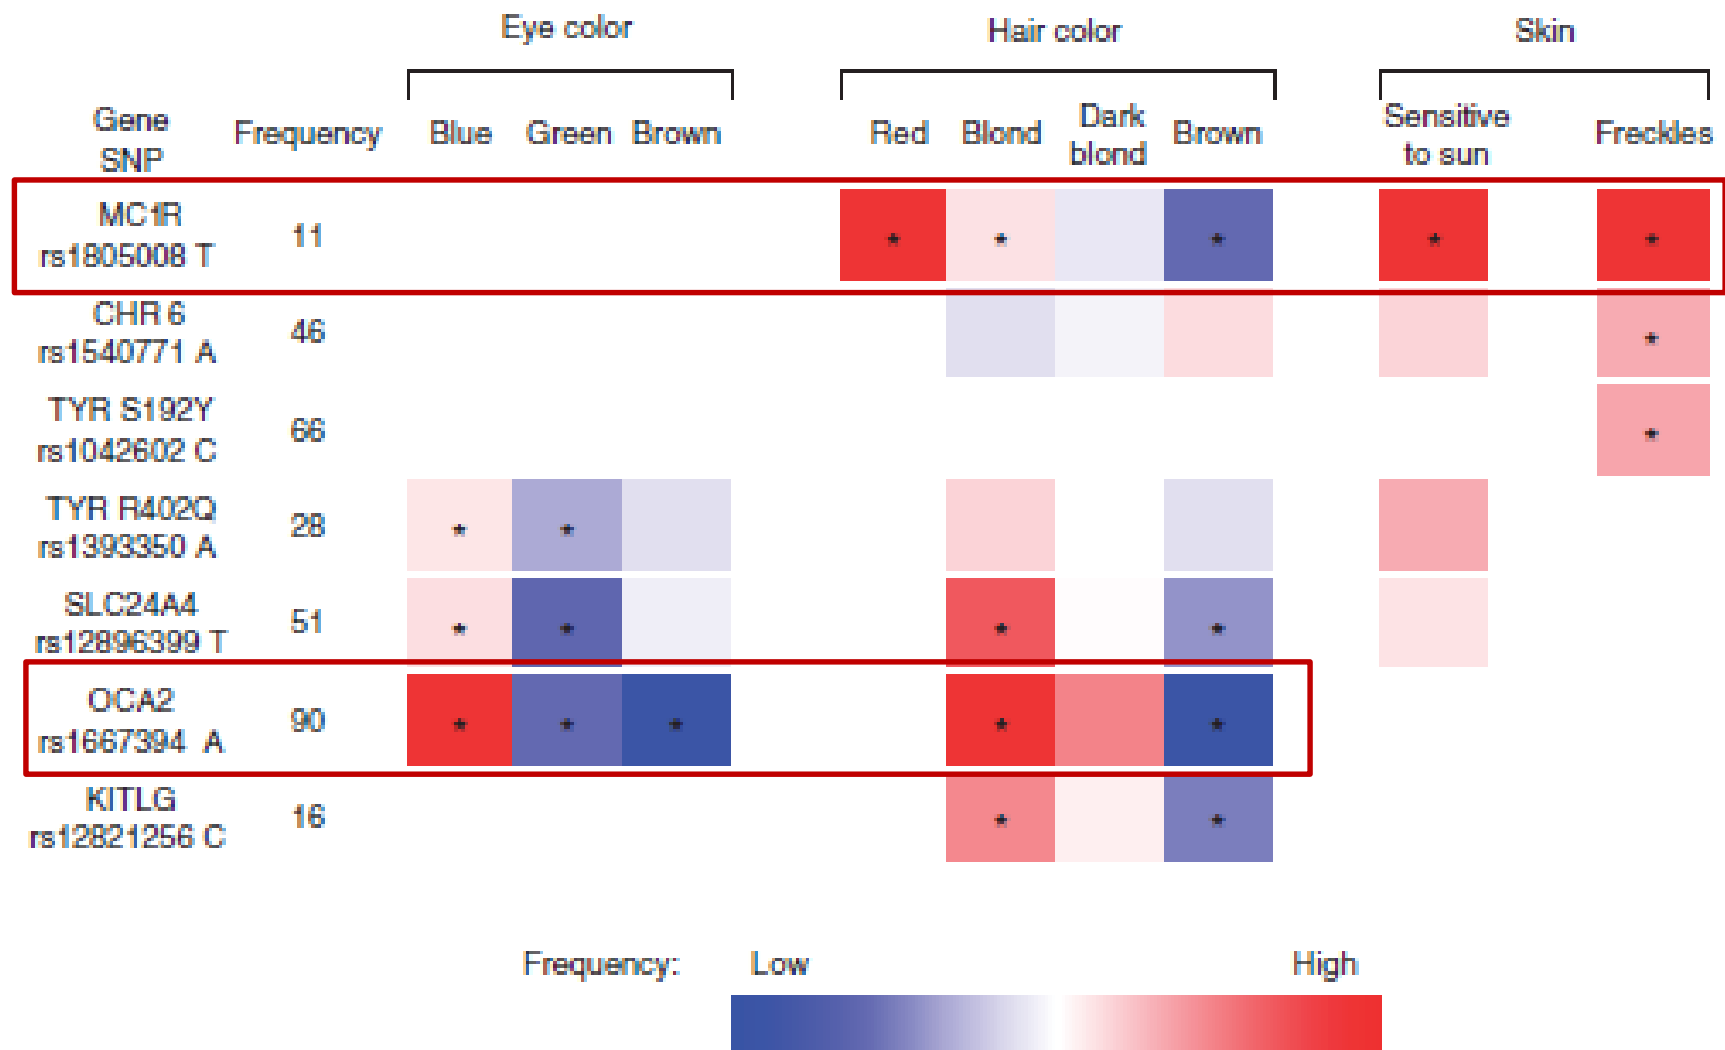 Eye color Hair color Skin
Gene SNP Frequency Blue Green Brown Red Blond Dark blond Brown Sensitive to sun Freckles
MC1R
rs1805008 T 11 * * * * *
CHR 6
rs1540771 A 46 *
TYR S192Y
rs1042602 C 66 *
TYR R402Q
rs1393350 A 28 * *
SLC24A4
rs12896399 T 51 * * * *
OCA2
rs1667394 A 90 * * * * *
KITLG
rs12821256 C 16 * *
Frequency: Low High